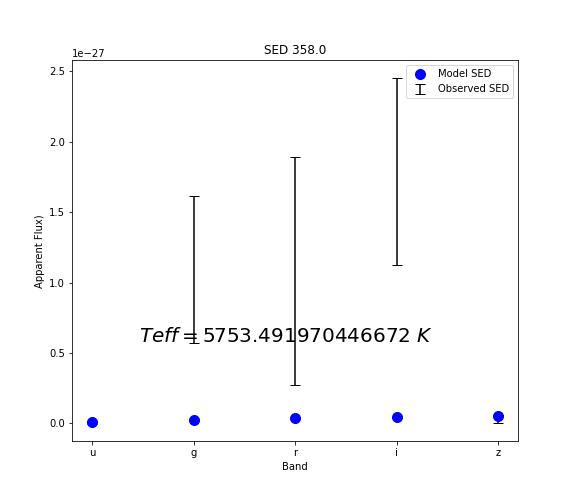 SED 358.0
1e−27
Model SED
Observed SED
2.5
2.0
1.5
1.0
0.5
0.0
Apparent Flux)
Teff = 5753.491970446672 K
u g r i z
Band